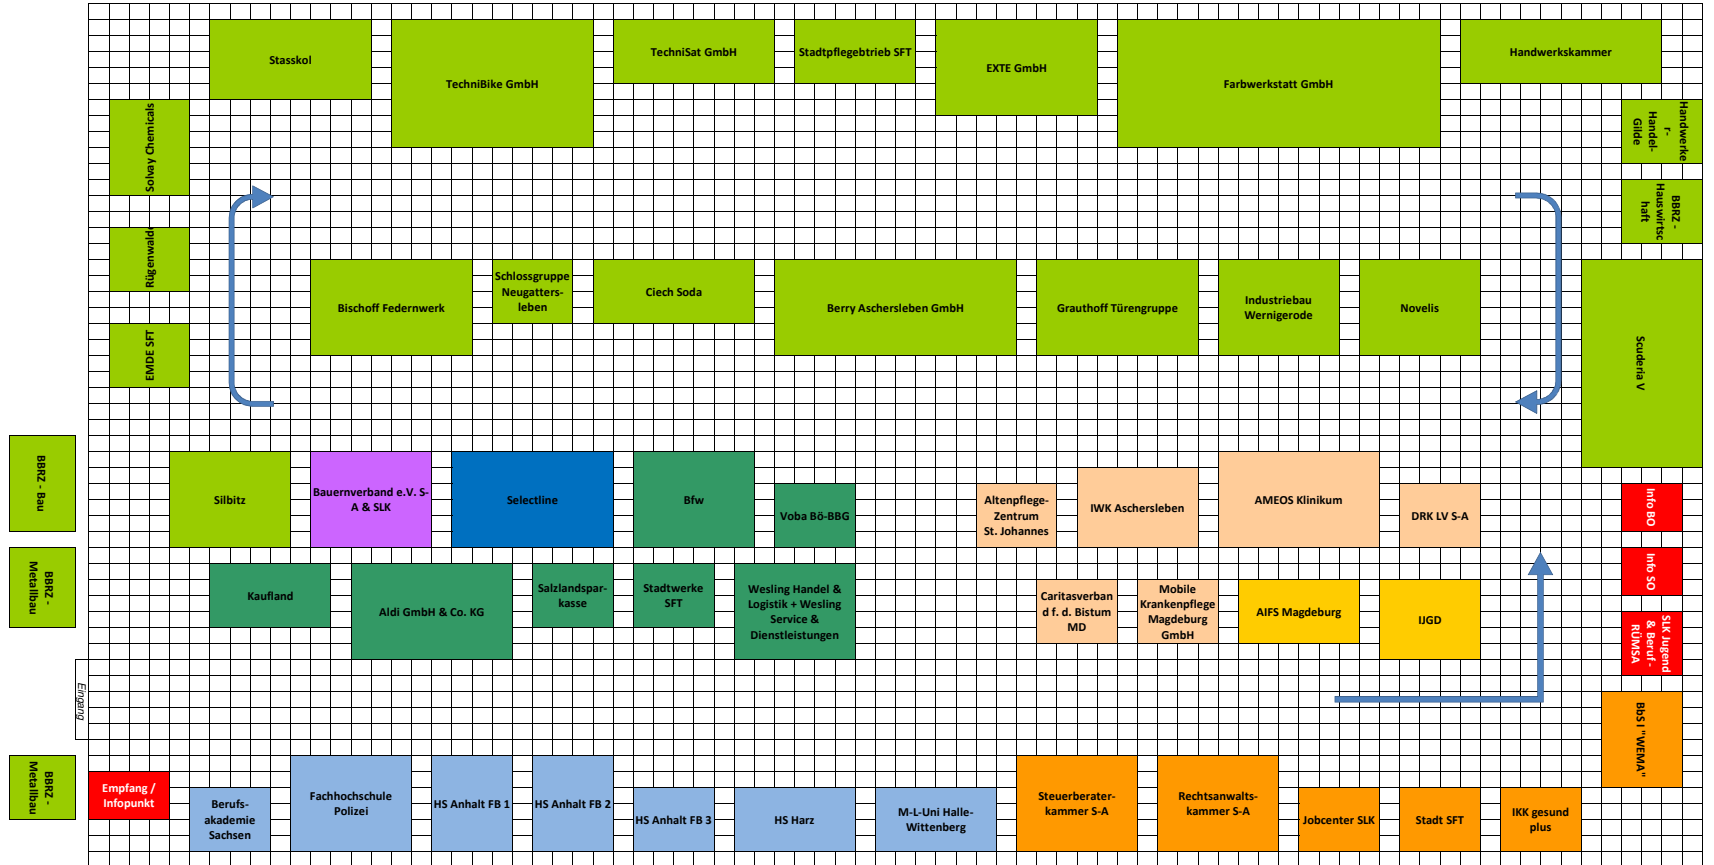 Stasskol
TechniBike GmbH
TechniSat GmbH
Stadtpflegebtrieb SFT
EXTE GmbH
Farbwerkstatt GmbH
Handwerkskammer
Solvay Chemicals
Handwerke
r-
Handel-
Gilde
Rügenwalde
BBRZ -
Hauswirtsc
haft
EMDE SFT
Bischoff Federnwerk
Schlossgruppe
Neugatters-
leben
Ciech Soda
Berry Aschersleben GmbH
Grauthoff Türengruppe
Industriebau
Wernigerode
Novelis
Scuderia V
BBRZ - Bau
Silbitz
Bauernverband e.V. S-
A & SLK
Selectline
Bfw
Voba Bö-BBG
Altenpflege-
Zentrum
St. Johannes
IWK Aschersleben
AMEOS Klinikum
DRK LV S-A
Info BO
BBRZ -
Metallbau
Kaufland
Aldi GmbH & Co. KG
Salzlandspar-
kasse
Stadtwerke
SFT
Wesling Handel &
Logistik + Wesling
Service &
Dienstleistungen
Caritasverban
d f. d. Bistum
MD
Mobile
Krankenpflege
Magdeburg
GmbH
AIFS Magdeburg
IJGD
Info SO
SLK Jugend
& Beruf -
RÜMSA
Eingang
BbS I "WEMA"
BBRZ -
Metallbau
Empfang /
Infopunkt
Berufs-
akademie
Sachsen
Fachhochschule
Polizei
HS Anhalt FB 1
HS Anhalt FB 2
HS Anhalt FB 3
HS Harz
M-L-Uni Halle-
Wittenberg
Steuerberater-
kammer S-A
Rechtsanwalts-
kammer S-A
Jobcenter SLK
Stadt SFT
IKK gesund
plus